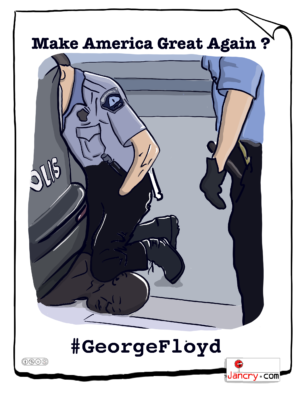 Make America Great Again ?
OLIS
#GeorgeFloyd
Jancry.com